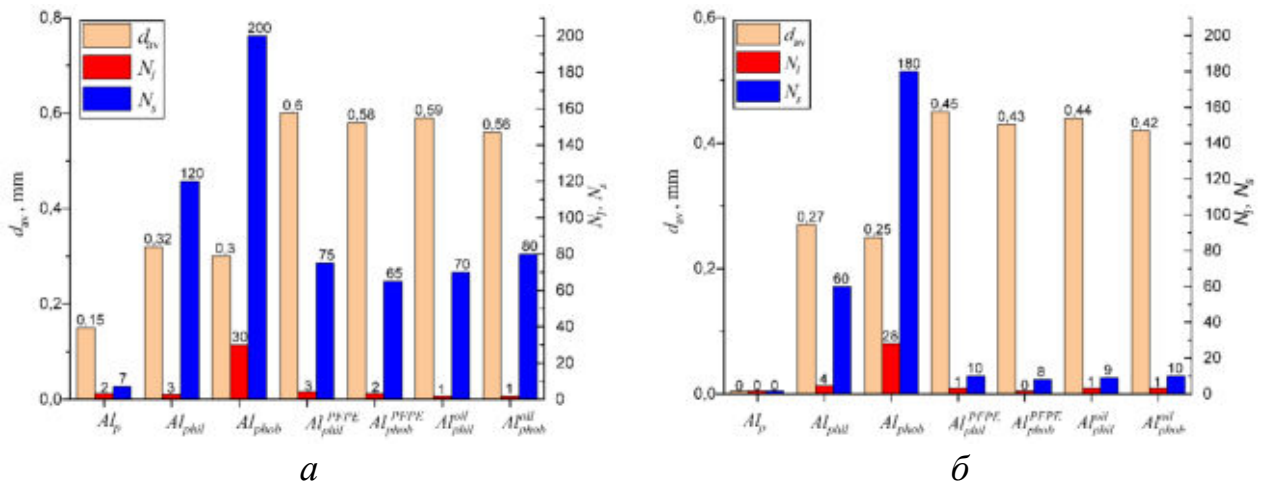 0,8
0,6
0,4
0,2
0,0
d_av, mm
d_av
N_l
N_s
200
180
160
140
120
100
80
60
40
20
0
N_l, N_s
0,15
2
7
0,32
3
120
0,3
30
200
0,6
3
75
0,58
2
65
0,59
1
70
0,56
1
80
Al_p
Al_phil
Al_phob
Al_phil^PFPE
Al_phob^PFPE
Al_phil^oil
Al_phob^oil
а
0,6
0,4
0,2
0,0
d_av, mm
d_av
N_l
N_s
200
180
160
140
120
100
80
60
40
20
0
N_l, N_s
0
0
0
0,27
4
60
0,25
28
180
0,45
1
10
0,43
0
8
0,44
1
9
0,42
1
10
Al_p
Al_phil
Al_phob
Al_phil^PFPE
Al_phob^PFPE
Al_phil^oil
Al_phob^oil
б